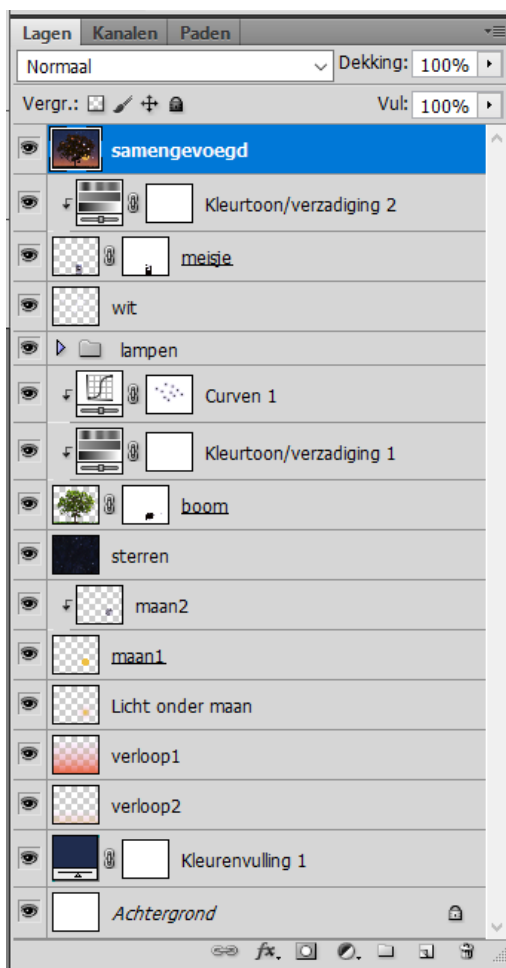 Lagen Kanalen Paden
Normaal Dekking: 100%
Vergr.: Vul: 100%
samengevoegd
Kleurtoon/verzadiging 2
meisje
wit
lampen
Curven 1
Kleurtoon/verzadiging 1
boom
sterren
maan2
maan1
Licht onder maan
verloop1
verloop2
Kleurenvulling 1
Achtergrond
fx.